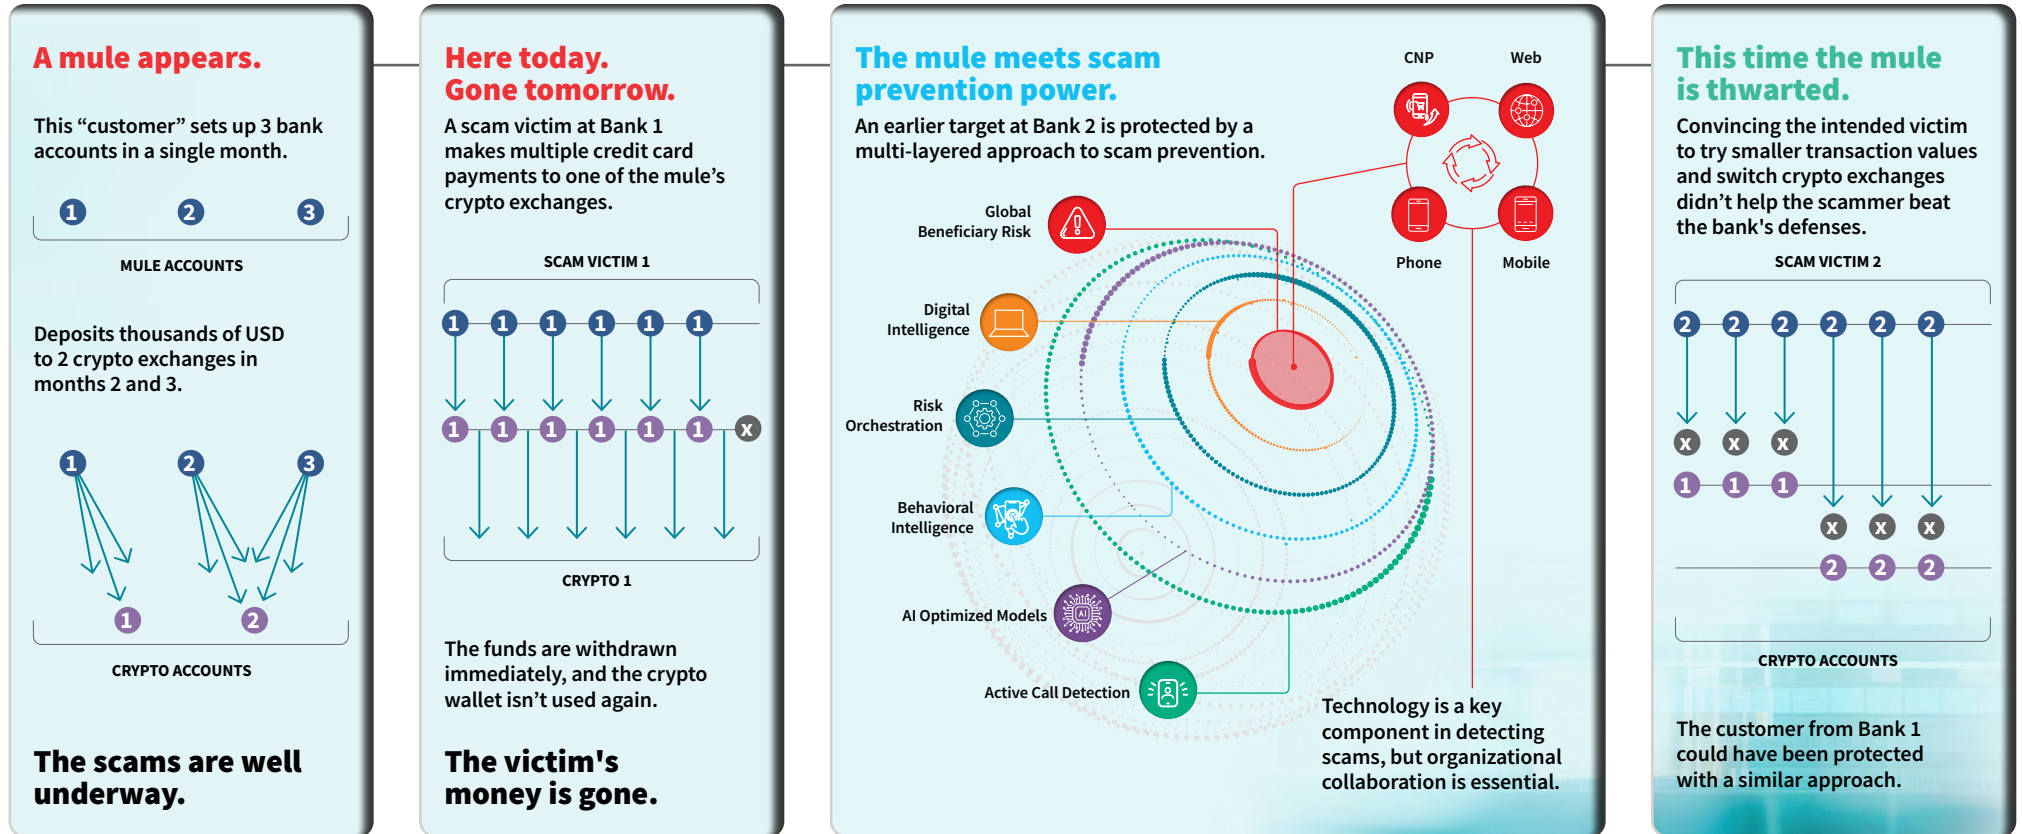 A mule appears.
This “customer” sets up 3 bank
accounts in a single month.
1 2 3
MULE ACCOUNTS
Deposits thousands of USD
to 2 crypto exchanges in
months 2 and 3.
1 2 3
1 2
CRYPTO ACCOUNTS
The scams are well
underway.
Here today.
Gone tomorrow.
A scam victim at Bank 1
makes multiple credit card
payments to one of the mule’s
crypto exchanges.
SCAM VICTIM 1
1 1 1 1 1 1
1 1 1 1 1 1 x
CRYPTO 1
The funds are withdrawn
immediately, and the crypto
wallet isn’t used again.
The victim's
money is gone.
The mule meets scam
prevention power.
An earlier target at Bank 2 is protected by a
multi-layered approach to scam prevention.
CNP
Web
Phone
Mobile
Global
Beneficiary Risk
Digital
Intelligence
Risk
Orchestration
Behavioral
Intelligence
AI Optimized Models
AI
Active Call Detection
Technology is a key
component in detecting
scams, but organizational
collaboration is essential.
This time the mule
is thwarted.
Convincing the intended victim
to try smaller transaction values
and switch crypto exchanges
didn’t help the scammer beat
the bank's defenses.
SCAM VICTIM 2
2 2 2 2 2 2
x x x
1 1 1
x x x
2 2 2
CRYPTO ACCOUNTS
The customer from Bank 1
could have been protected
with a similar approach.